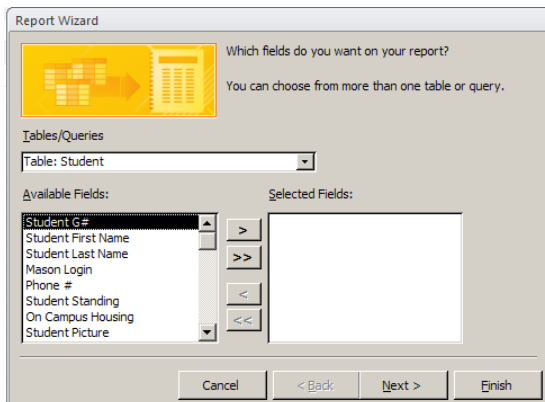 Report Wizard
Which fields do you want on your report?
You can choose from more than one table or query.
Tables/Queries
Table: Student
Available Fields:
Selected Fields:
Student G#
Student First Name
Student Last Name
Mason Login
Phone #
Student Standing
On Campus Housing
Student Picture
>
>>
<
<<
Cancel
< Back
Next >
Finish